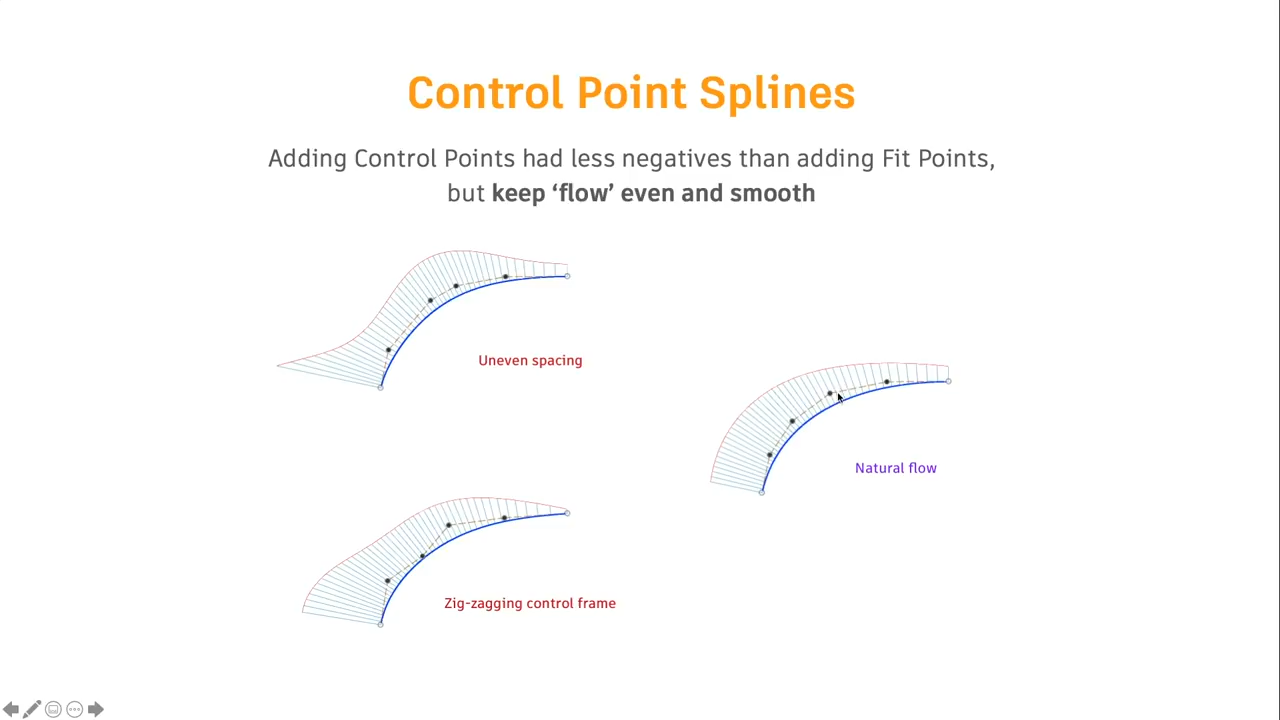 Control Point Splines
Adding Control Points had less negatives than adding Fit Points,
but keep ‘flow’ even and smooth
Uneven spacing
Natural flow
Zig-zagging control frame